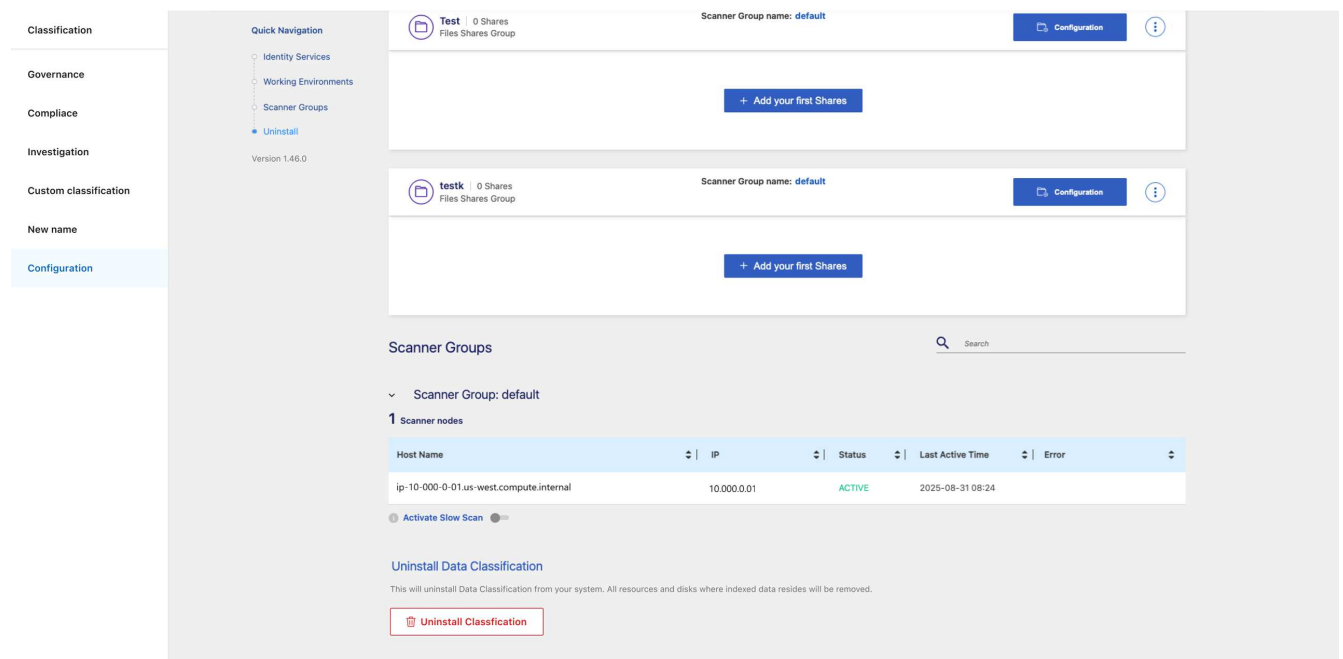 Classification
Governance
Compliace
Investigation
Custom classification
New name
Configuration
Quick Navigation
Identity Services
Working Environments
Scanner Groups
Uninstall
Version 1.46.0
Test | 0 Shares
Files Shares Group
Scanner Group name: default
Configuration
+ Add your first Shares
testk | 0 Shares
Files Shares Group
Scanner Group name: default
Configuration
+ Add your first Shares
Scanner Groups
Search
Scanner Group: default
1 Scanner nodes
Host Name IP Status Last Active Time Error
ip-10-000-0-01.us-west.compute.internal 10.000.0.01 ACTIVE 2025-08-31 08:24
Activate Slow Scan
Uninstall Data Classification
This will uninstall Data Classification from your system. All resources and disks where indexed data resides will be removed.
Uninstall Classfication